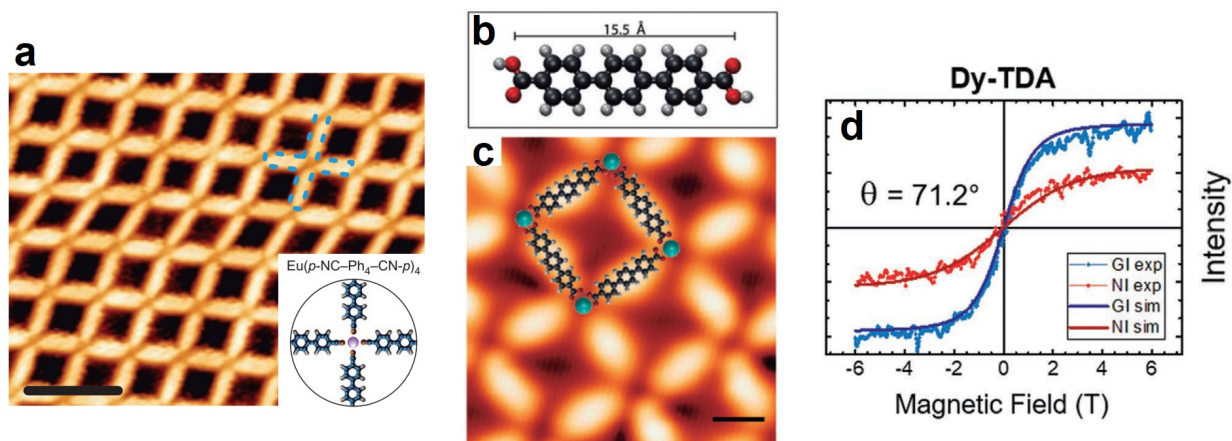 a
Eu(p-NC–Ph4–CN-p)4
b
15.5 Å
c
Dy-TDA
d
θ = 71.2°
GI exp
NI exp
GI sim
NI sim
-6 -4 -2 0 2 4 6
Magnetic Field (T)
Intensity